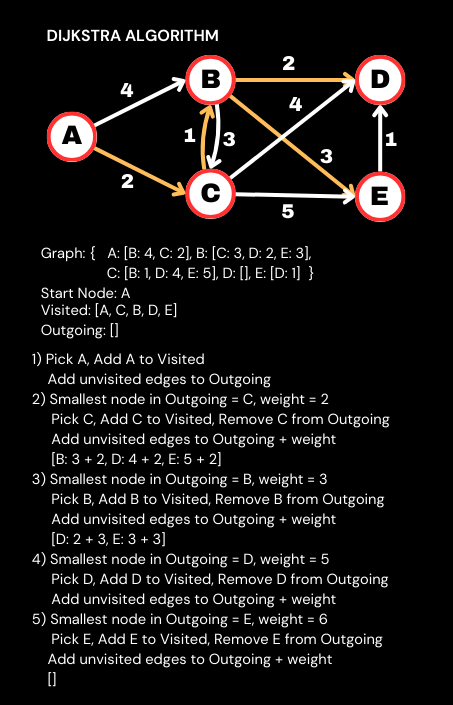 DIJKSTRA ALGORITHM
B
2
D
4
4
A
1
3
1
2
3
C
5
E
Graph: { A: [B: 4, C: 2], B: [C: 3, D: 2, E: 3],
C: [B: 1, D: 4, E: 5], D: [], E: [D: 1] }
Start Node: A
Visited: [A, C, B, D, E]
Outgoing: []
1) Pick A, Add A to Visited
Add unvisited edges to Outgoing
2) Smallest node in Outgoing = C, weight = 2
Pick C, Add C to Visited, Remove C from Outgoing
Add unvisited edges to Outgoing + weight
[B: 3 + 2, D: 4 + 2, E: 5 + 2]
3) Smallest node in Outgoing = B, weight = 3
Pick B, Add B to Visited, Remove B from Outgoing
Add unvisited edges to Outgoing + weight
[D: 2 + 3, E: 3 + 3]
4) Smallest node in Outgoing = D, weight = 5
Pick D, Add D to Visited, Remove D from Outgoing
Add unvisited edges to Outgoing + weight
5) Smallest node in Outgoing = E, weight = 6
Pick E, Add E to Visited, Remove E from Outgoing
Add unvisited edges to Outgoing + weight
[]